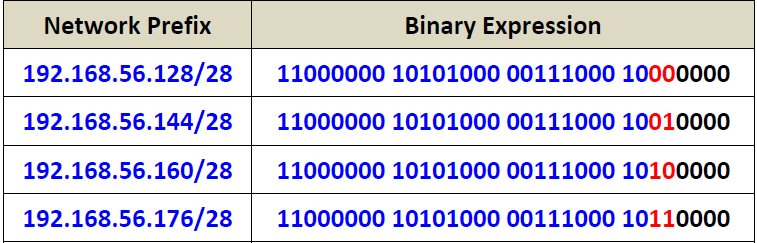 Network Prefix Binary Expression
192.168.56.128/28 11000000 10101000 00111000 10000000
192.168.56.144/28 11000000 10101000 00111000 10010000
192.168.56.160/28 11000000 10101000 00111000 10100000
192.168.56.176/28 11000000 10101000 00111000 10110000